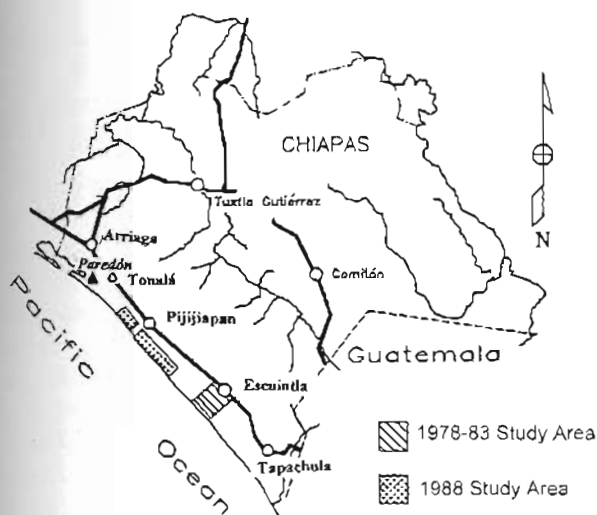 CHIAPAS
Tuxtla Gutiérrez
Arriaga
N
Paredón
Tonalá
Comitán
Pijijiapan
Guatemala
Pacific
Escuintla
1978-83 Study Area
Ocean
Tapachula
1988 Study Area